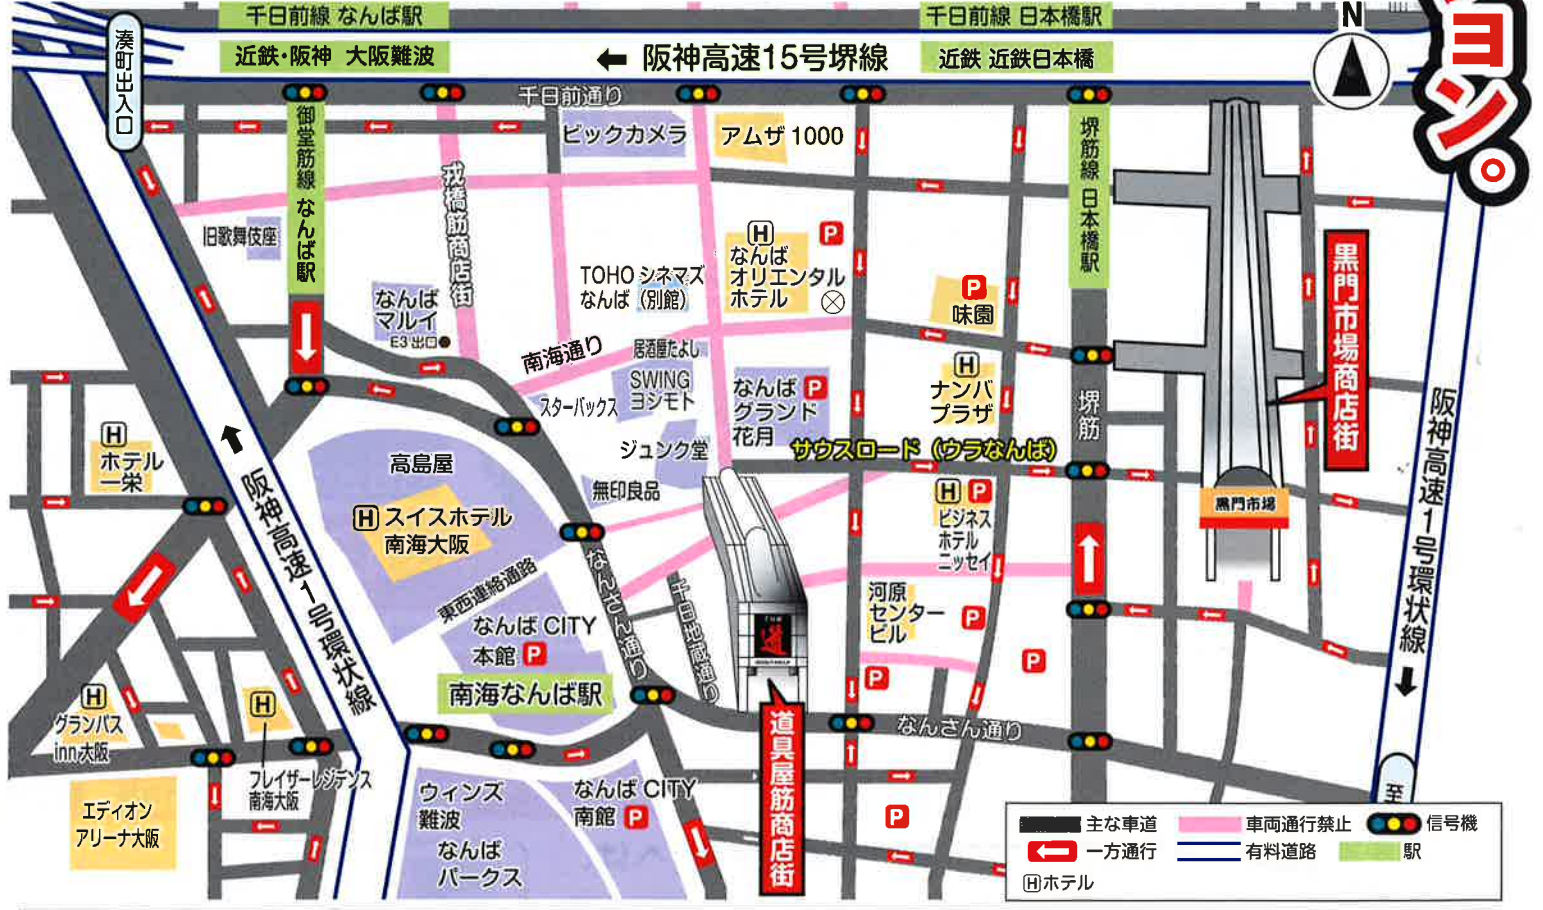 千日前線 なんば駅
千日前線 日本橋駅
近鉄・阪神 大阪難波
← 阪神高速15号堺線
近鉄 近鉄日本橋
N
ョン。
湊町出入口
千日前通り
御堂筋線 なんば駅
ビックカメラ
アムザ 1000
堺筋線 日本橋駅
戎橋筋商店街
旧歌舞伎座
TOHO シネマズ
なんば(別館)
H
なんば
オリエンタル
ホテル
P
P
味園
なんば
マルイ
E3 出口
南海通り
居酒屋たよし
SWING
ヨシモト
スターバックス
なんば P
グランド
花月
H
ナンバ
プラザ
堺筋
黒門市場商店街
阪神高速1号環状線
サウスロード(ウラなんば)
ジュンク堂
無印良品
H
ホテル
一栄
高島屋
H スイスホテル
南海大阪
阪神高速1号環状線
東西連絡通路
なんさん通り
千日地蔵通り
H P
ビジネス
ホテル
ニッセイ
黒門市場
河原
センター
ビル
P
P
P
なんば CITY
本館 P
南海なんば駅
なんさん通り
道具屋筋商店街
H
グランパス
inn大阪
H
フレイザーレジデンス
南海大阪
エディオン
アリーナ大阪
ウィンズ
難波
なんば
パークス
なんば CITY
南館 P
P
至
主な車道
車両通行禁止
信号機
一方通行
有料道路
駅
Hホテル